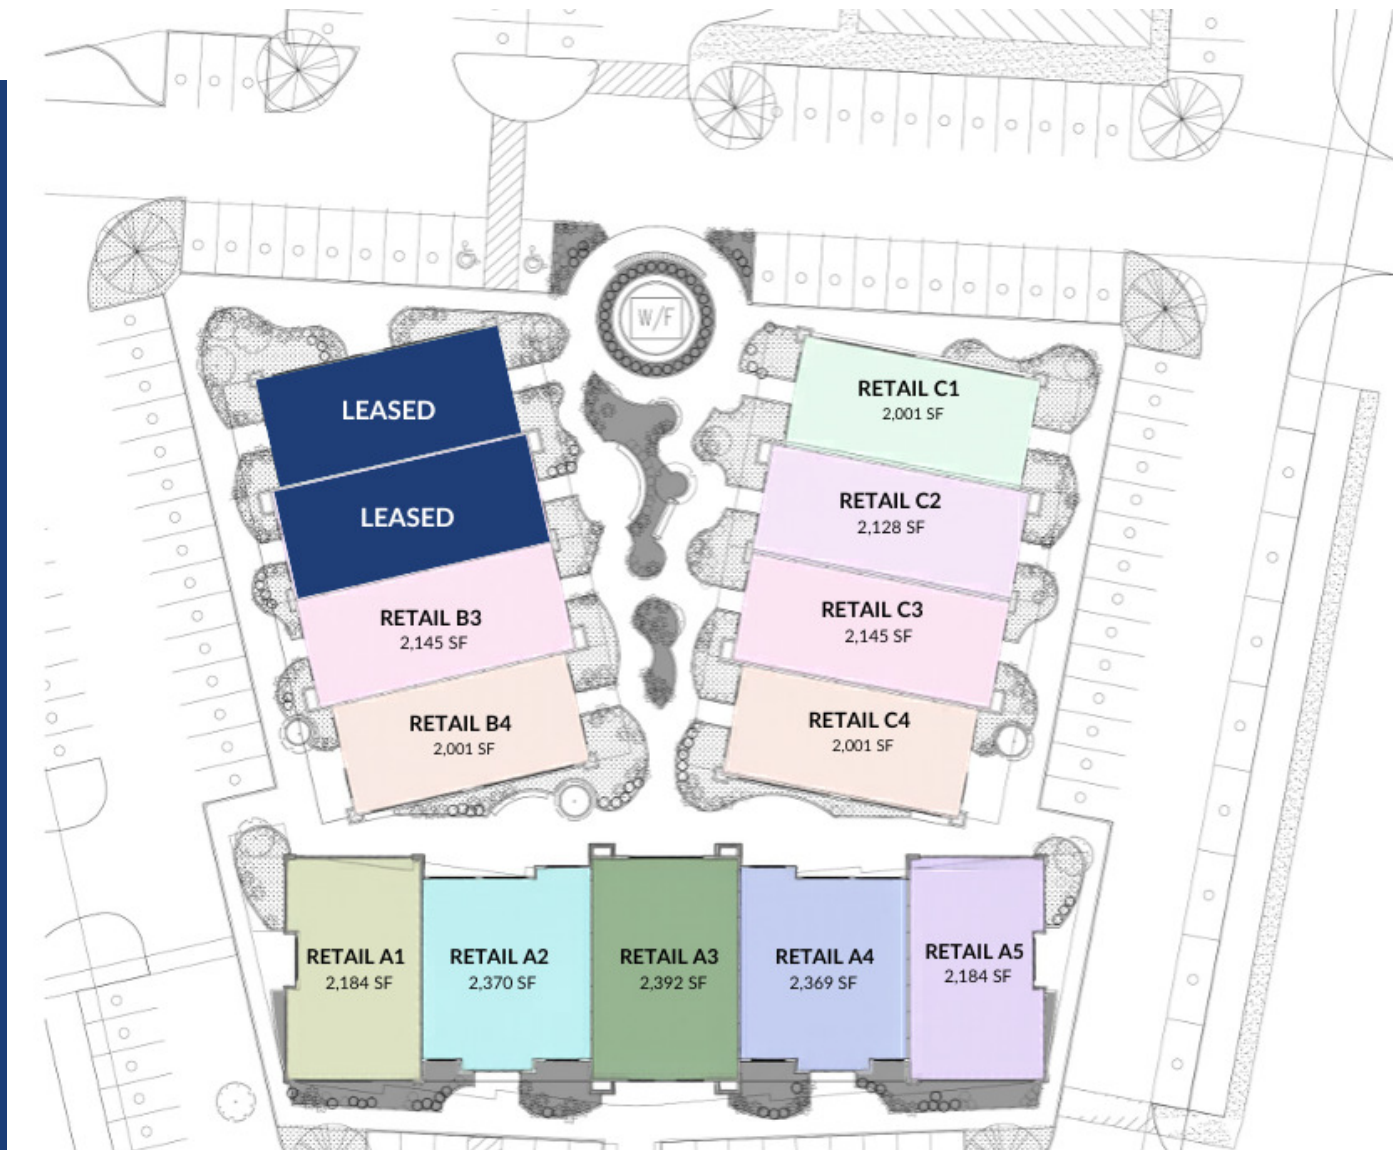 W/F
LEASED
LEASED
RETAIL B3
2,145 SF
RETAIL B4
2,001 SF
RETAIL C1
2,001 SF
RETAIL C2
2,128 SF
RETAIL C3
2,145 SF
RETAIL C4
2,001 SF
RETAIL A1
2,184 SF
RETAIL A2
2,370 SF
RETAIL A3
2,392 SF
RETAIL A4
2,369 SF
RETAIL A5
2,184 SF